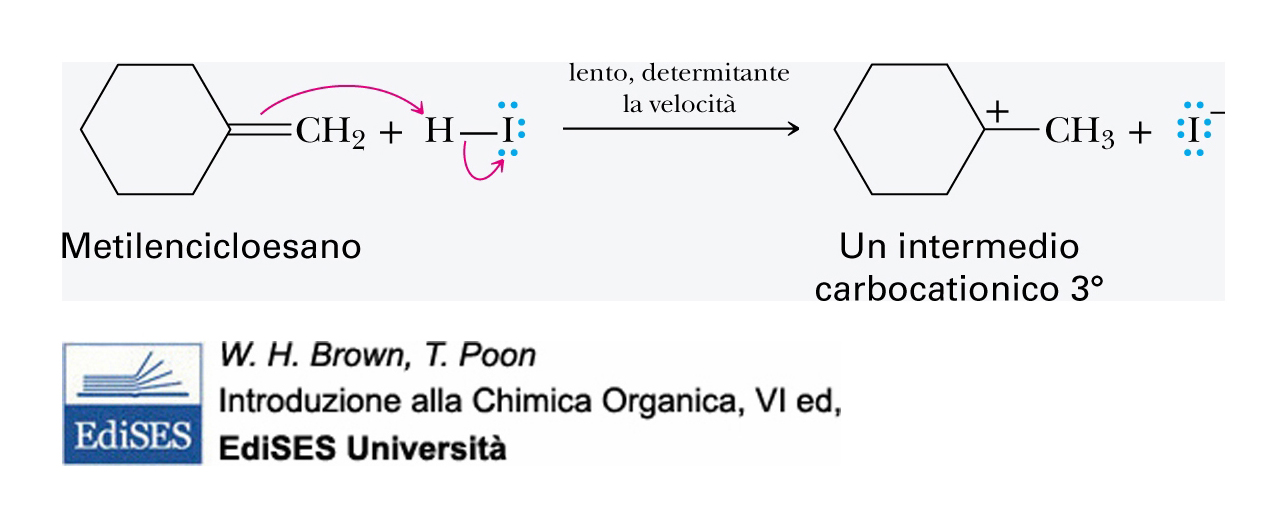 lento, determitante
la velocità
CH₂ + H—I
+ CH₃ + I⁻
Metilencicloesano
Un intermedio
carbocationico 3°
W. H. Brown, T. Poon
Introduzione alla Chimica Organica, VI ed,
EdiSES
EdiSES Università